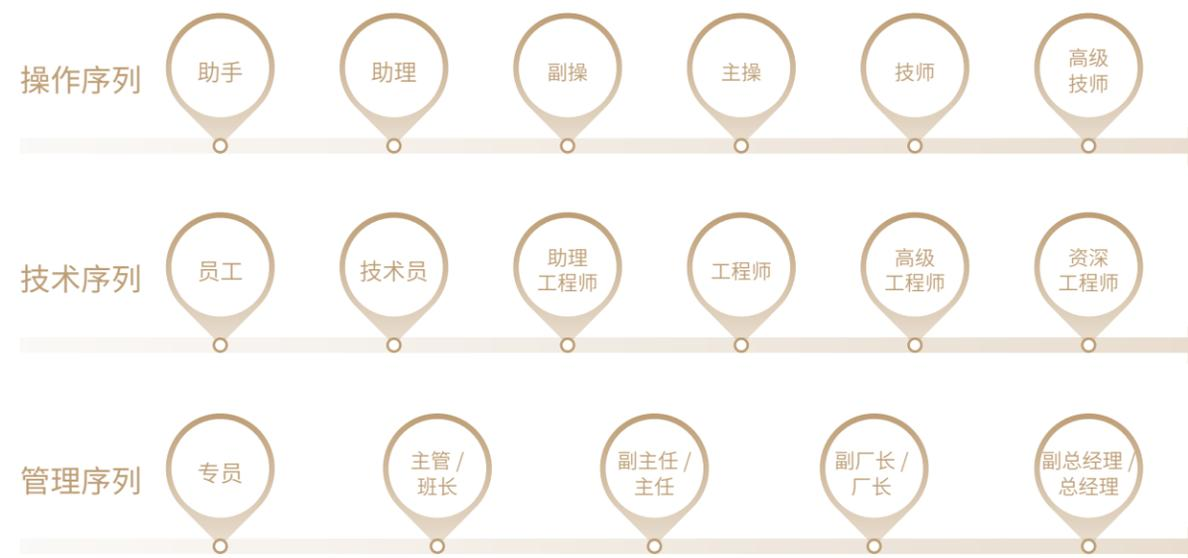 操作序列
助手
助理
副操
主操
技师
高级
技师
技术序列
员工
技术员
助理
工程师
工程师
高级
工程师
资深
工程师
管理序列
专员
主管 /
班长
副主任 /
主任
副厂长 /
厂长
副总经理 /
总经理